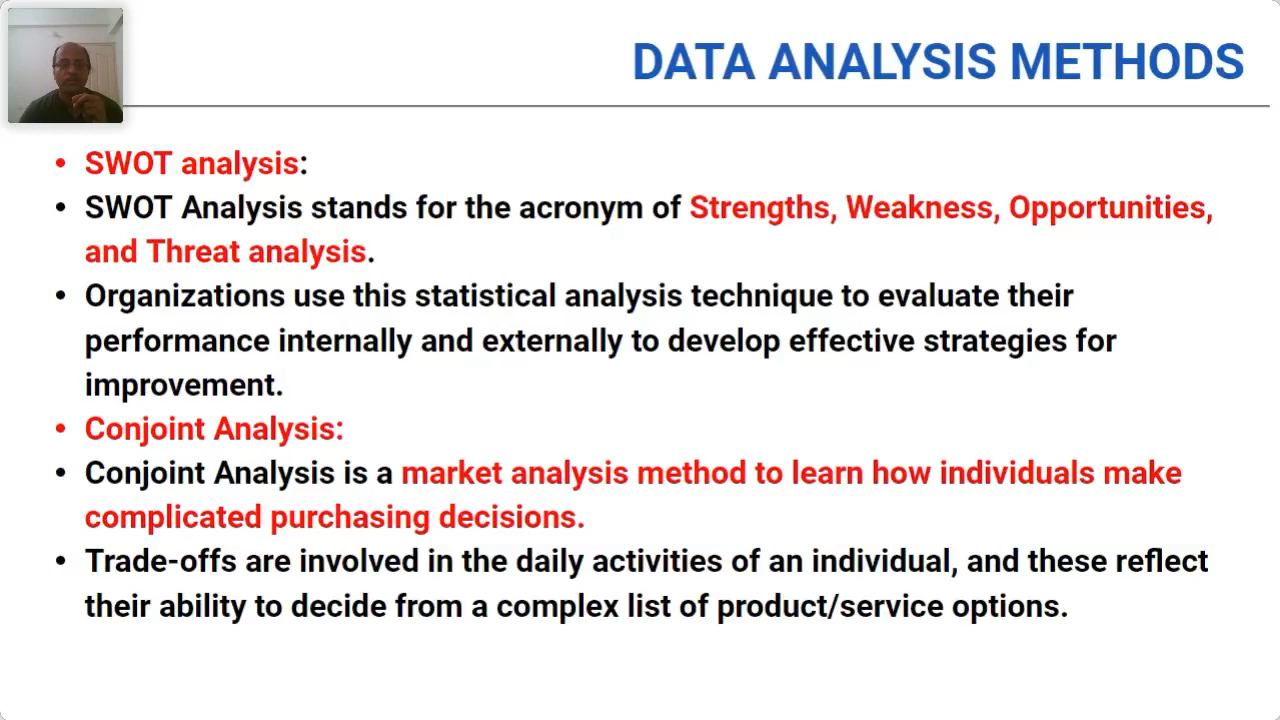 DATA ANALYSIS METHODS
• SWOT analysis:
• SWOT Analysis stands for the acronym of Strengths, Weakness, Opportunities,
and Threat analysis.
• Organizations use this statistical analysis technique to evaluate their
performance internally and externally to develop effective strategies for
improvement.
• Conjoint Analysis:
• Conjoint Analysis is a market analysis method to learn how individuals make
complicated purchasing decisions.
• Trade-offs are involved in the daily activities of an individual, and these reflect
their ability to decide from a complex list of product/service options.